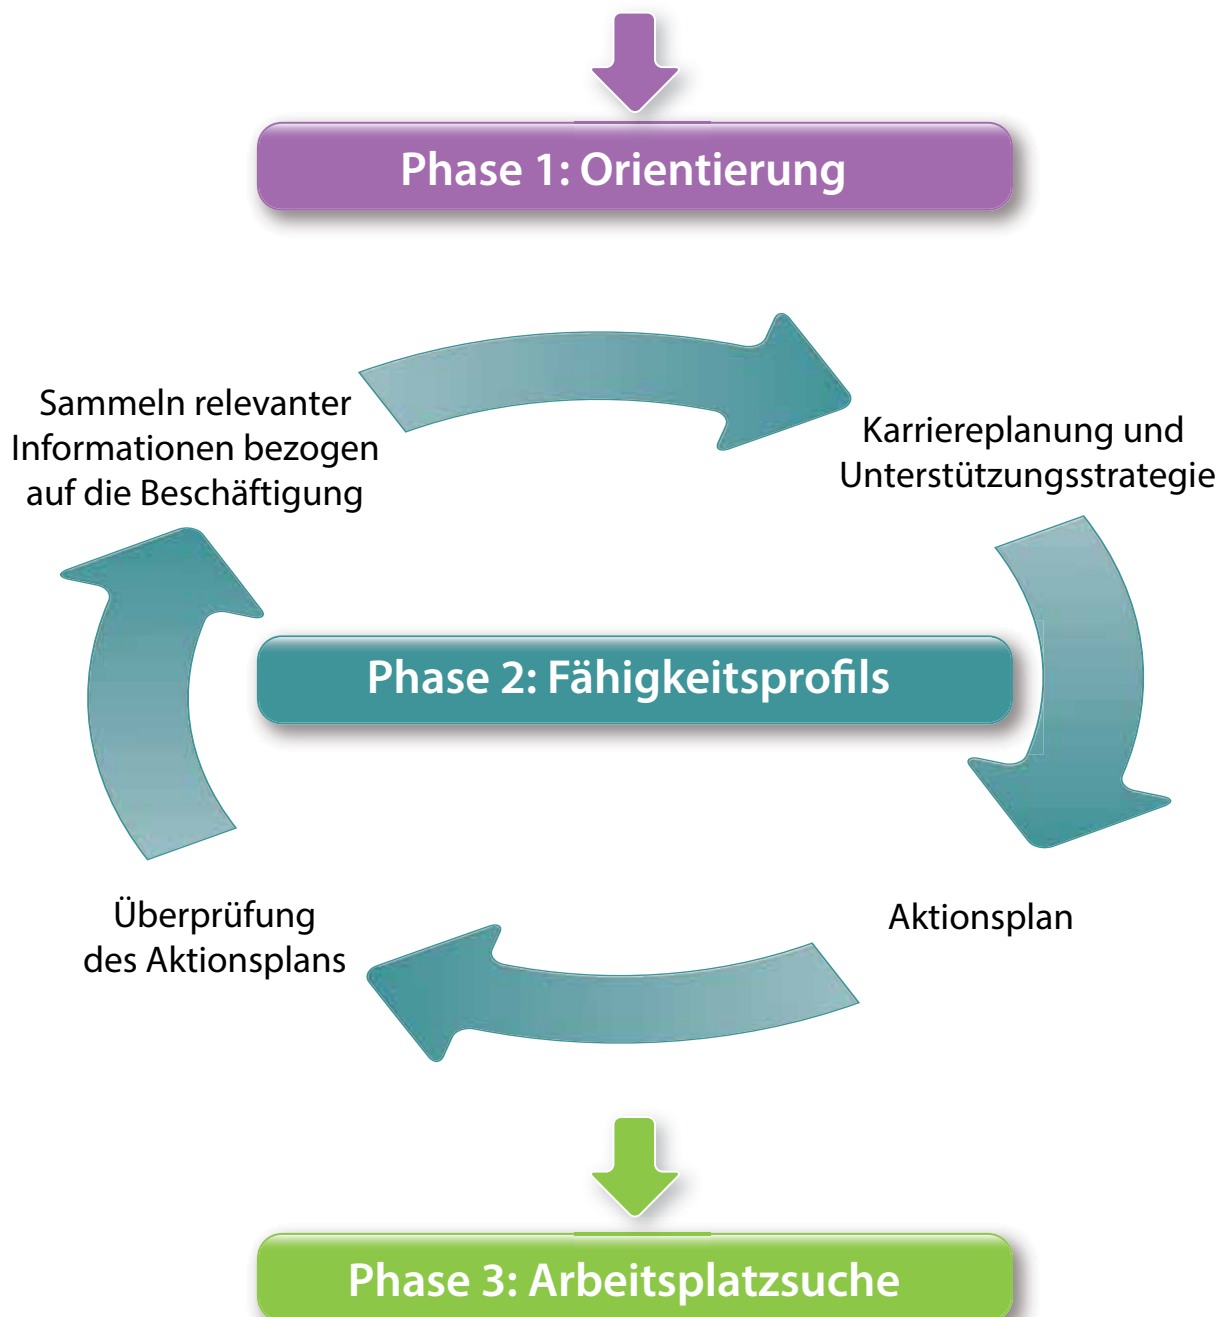 Phase 1: Orientierung
Sammeln relevanter
Informationen bezogen
auf die Beschäftigung
Karriereplanung und
Unterstützungsstrategie
Phase 2: Fähigkeitsprofils
Überprüfung
des Aktionsplans
Aktionsplan
Phase 3: Arbeitsplatzsuche